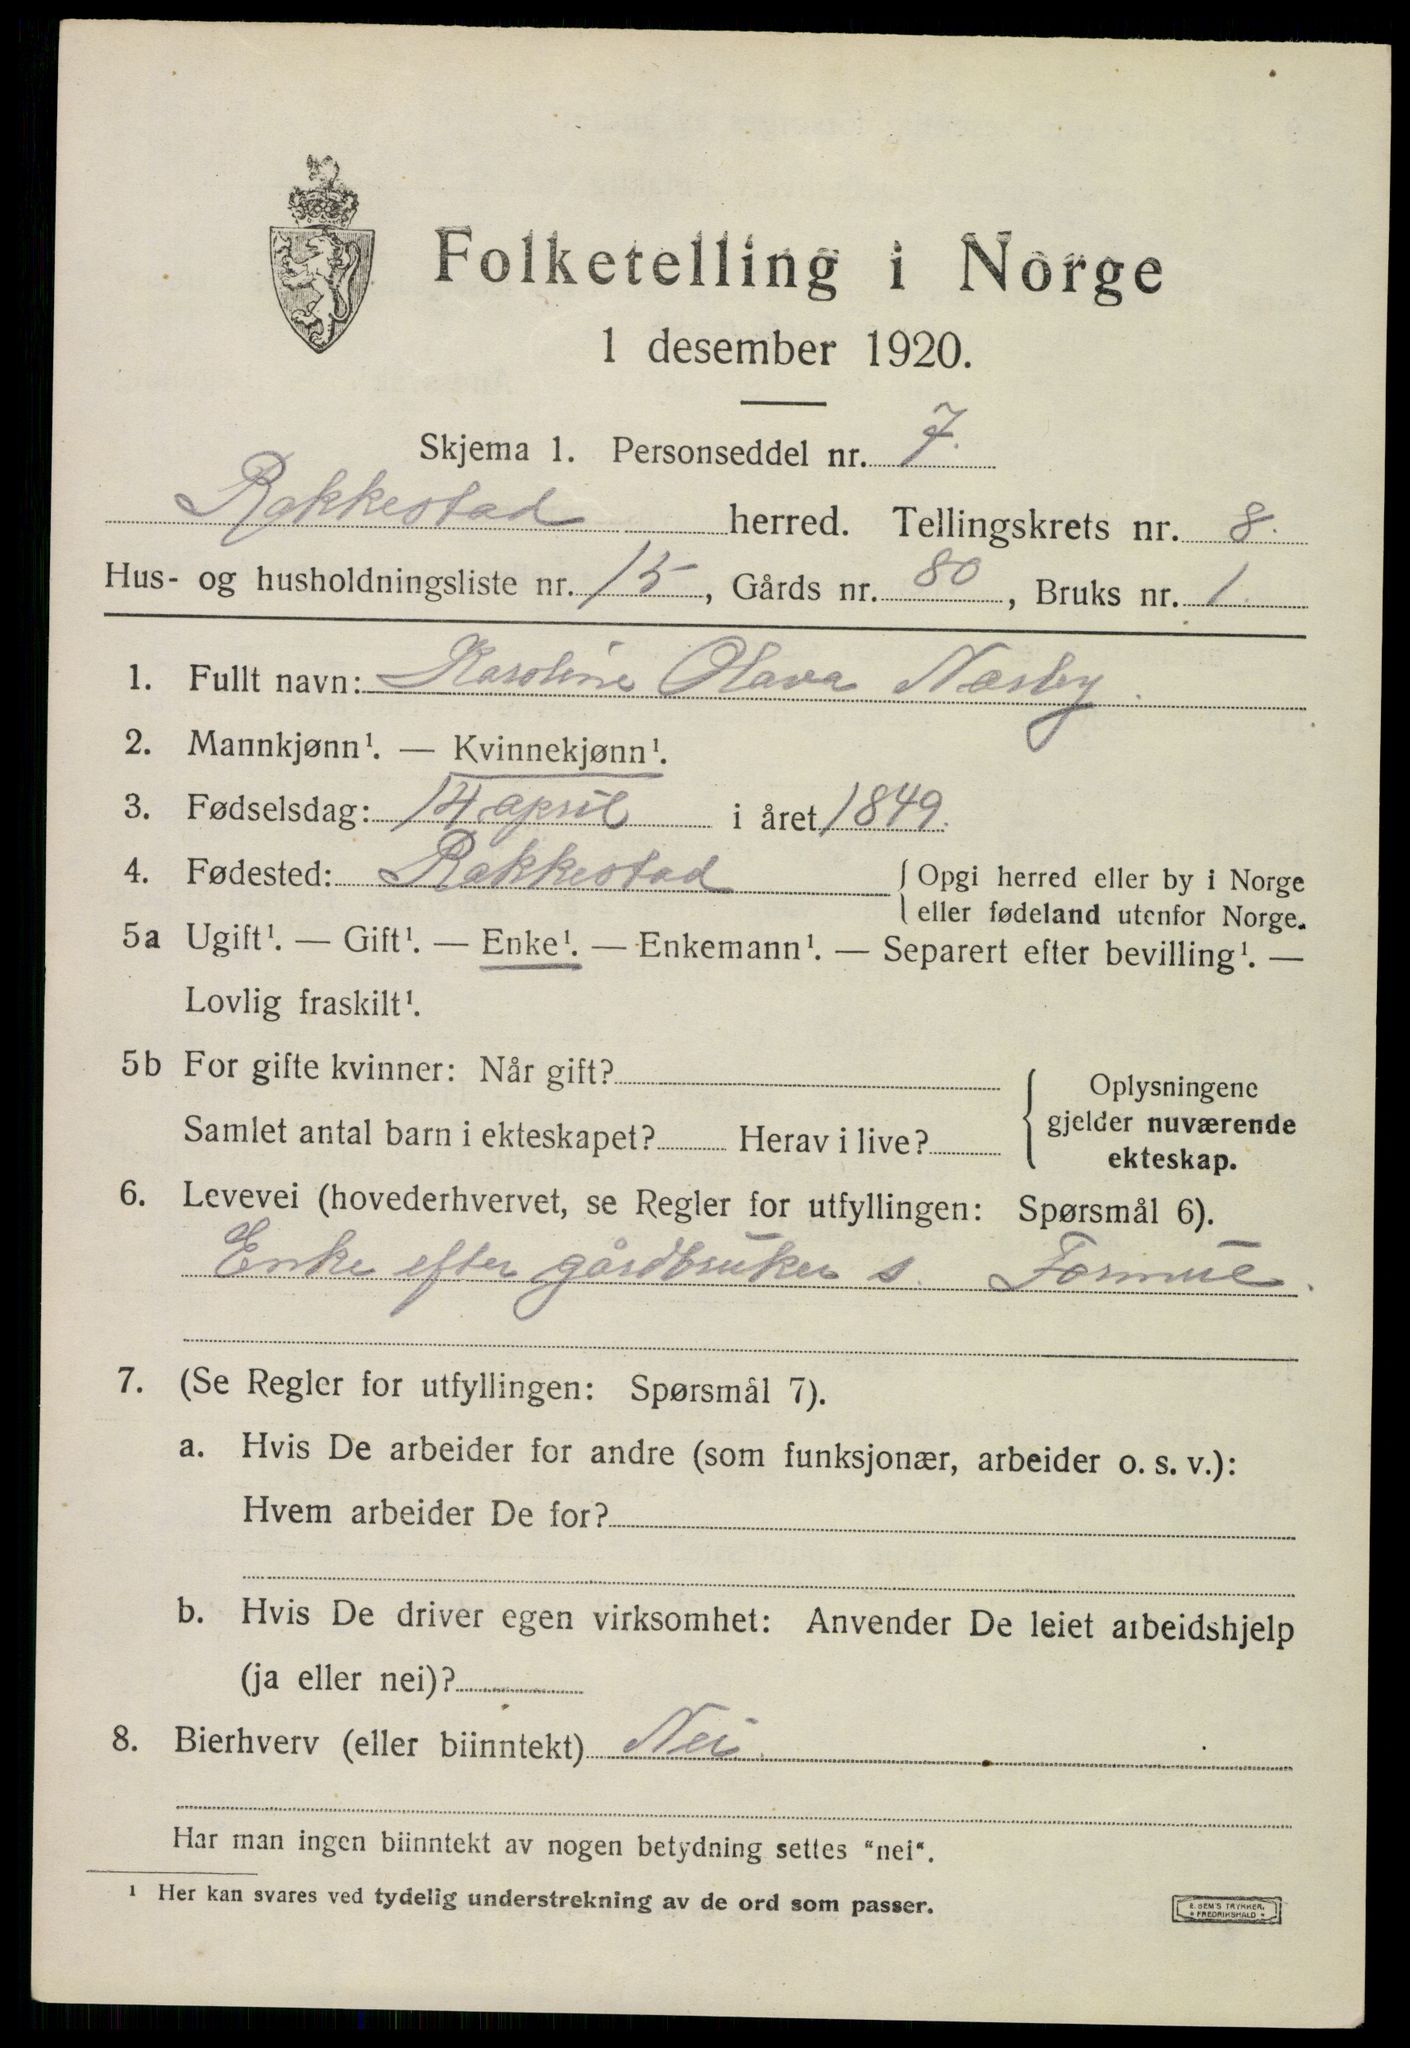 Folketelling i Norge
1 desember 1920.
Skjema 1. Personseddel nr. 7.
Rakkestad herred. Tellingskrets nr. 8.
Hus- og husholdningsliste nr. 15, Gårds nr. 80, Bruks nr. 1.
1. Fullt navn: Karoline Olava Næsby.
2. Mannkjønn¹. — Kvinnekjønn¹.
3. Fødselsdag: 14 april i året 1849.
4. Fødested: Rakkestad { Opgi herred eller by i Norge
eller fødeland utenfor Norge.
5a Ugift¹. — Gift¹. — Enke¹. — Enkemann¹. — Separert efter bevilling¹. —
Lovlig fraskilt¹.
5b For gifte kvinner: Når gift?
Samlet antal barn i ekteskapet? Herav i live?
{ Oplysningene
gjelder nuværende
ekteskap.
6. Levevei (hovederhvervet, se Regler for utfyllingen: Spørsmål 6).
Enke efter gårdbruker s. Formue.
7. (Se Regler for utfyllingen: Spørsmål 7).
a. Hvis De arbeider for andre (som funksjonær, arbeider o. s. v.):
Hvem arbeider De for?
b. Hvis De driver egen virksomhet: Anvender De leiet arbeidshjelp
(ja eller nei)?
8. Bierhverv (eller biinntekt) Nei.
Har man ingen biinntekt av nogen betydning settes "nei".
¹ Her kan svares ved tydelig understrekning av de ord som passer.
E. SEM'S TRYKKER.
* FREDRIKSHALD *